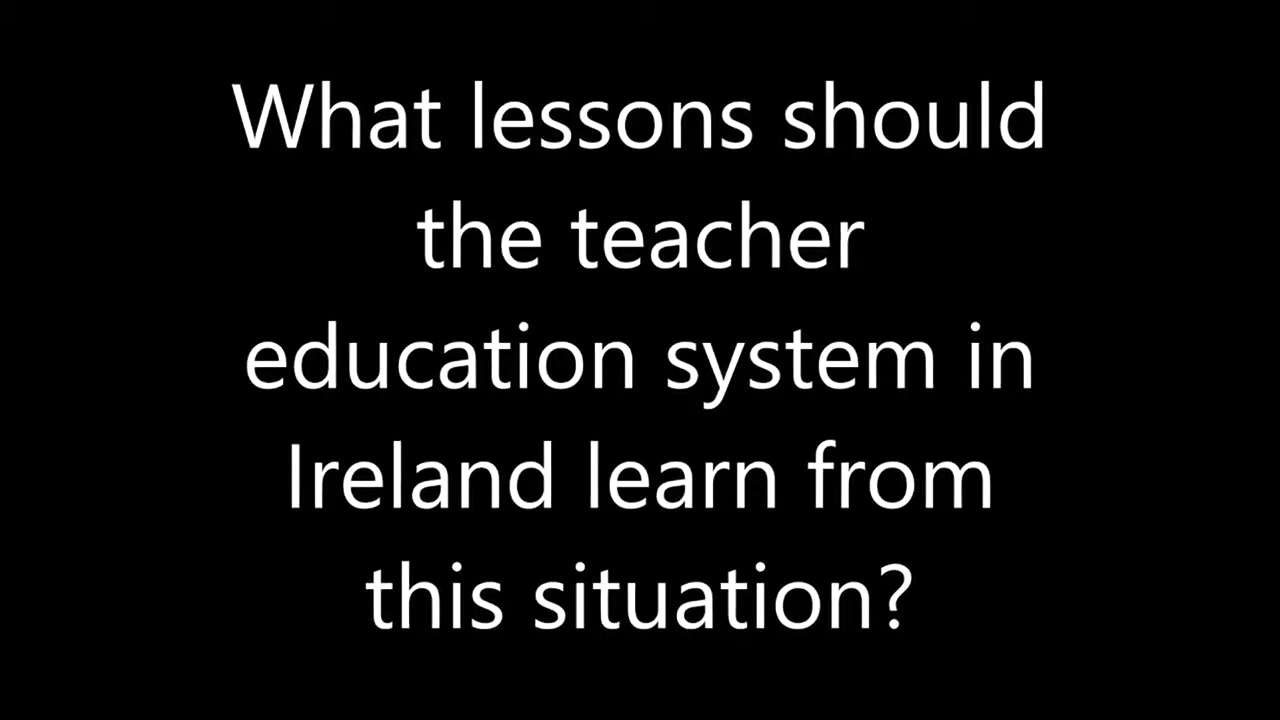 What lessons should
the teacher
education system in
Ireland learn from
this situation?